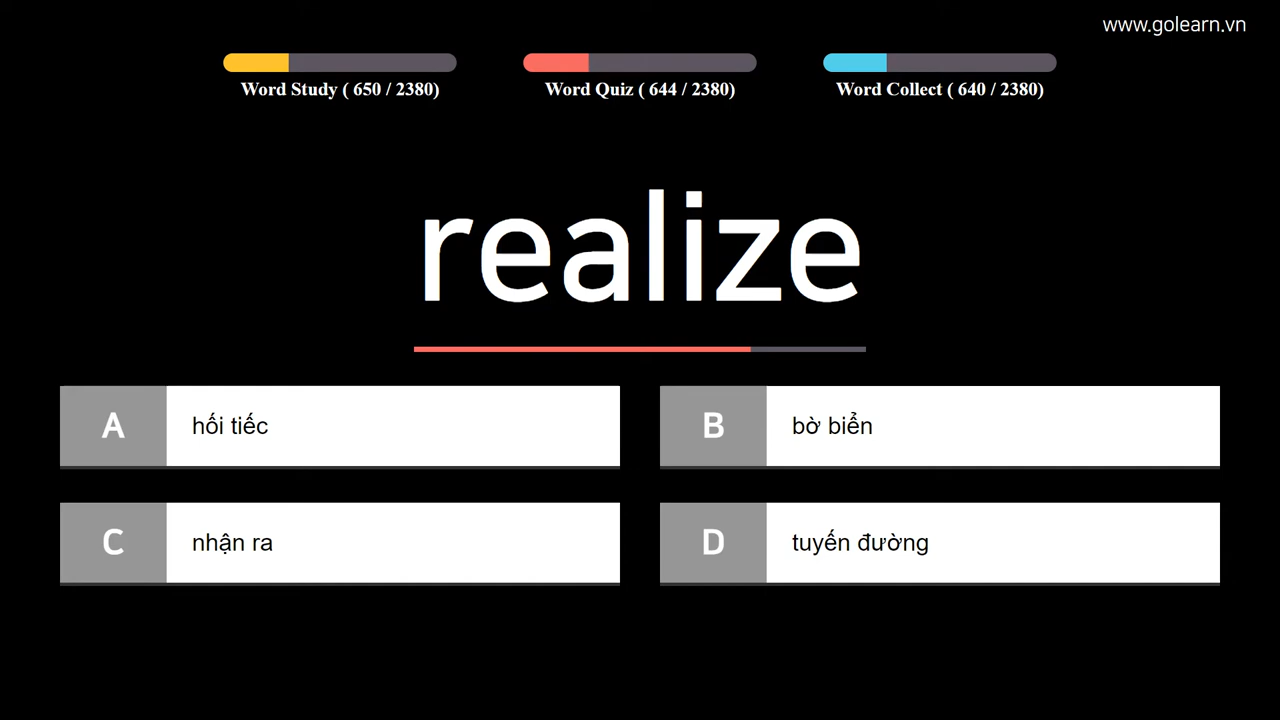 www.golearn.vn
Word Study ( 650 / 2380)
Word Quiz ( 644 / 2380)
Word Collect ( 640 / 2380)
realize
A hối tiếc
B bờ biển
C nhận ra
D tuyến đường